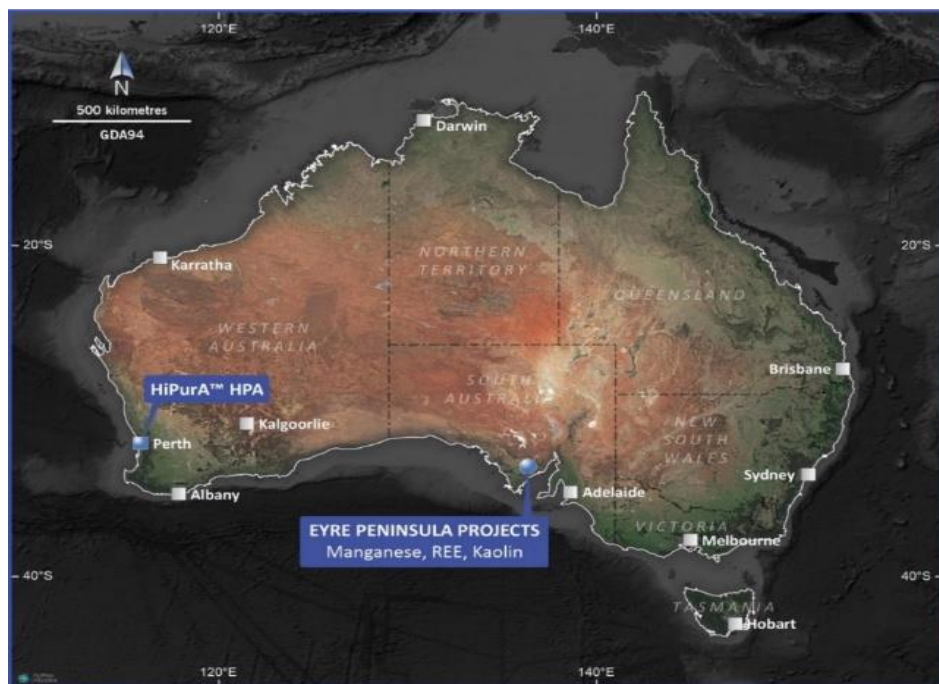 120°E
140°E
N
500 kilometres
GDA94
Darwin
20°S
20°S
Karratha
NORTHERN
TERRITORY
QUEENSLAND
WESTERN
AUSTRALIA
SOUTH
AUSTRALIA
Brisbane
HiPurA™ HPA
Kalgoorlie
Perth
NEW
SOUTH
WALES
Sydney
Albany
Adelaide
EYRE PENINSULA PROJECTS
Manganese, REE, Kaolin
VICTORIA
Melbourne
40°S
40°S
TASMANIA
Hobart
120°E
140°E